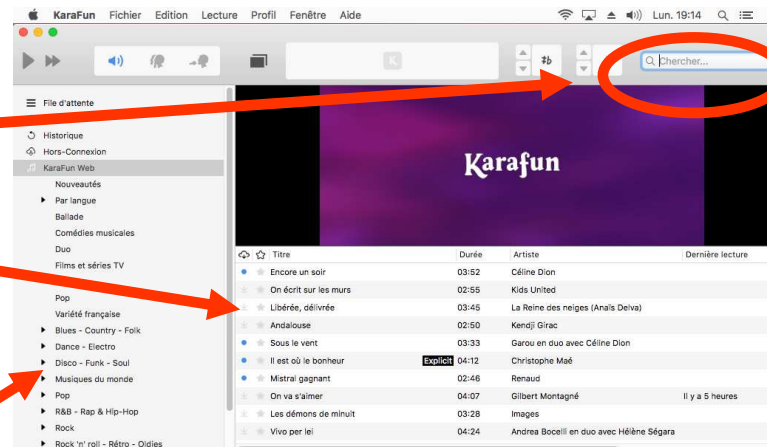 KaraFun Fichier Edition Lecture Profil Fenêtre Aide Lun. 19:14
K
♯b
Chercher...
File d'attente
Historique
Hors-Connexion
KaraFun Web
Nouveautés
Par langue
Ballade
Comédies musicales
Duo
Films et séries TV
Pop
Variété française
Blues - Country - Folk
Dance - Electro
Disco - Funk - Soul
Musiques du monde
Pop
R&B - Rap & Hip-Hop
Rock
Rock 'n' roll - Rétro - Oldies
Karafun
Titre Durée Artiste Dernière lecture
Encore un soir 03:52 Céline Dion
On écrit sur les murs 02:55 Kids United
Libérée, délivrée 03:45 La Reine des neiges (Anaïs Delva)
Andalouse 02:50 Kendji Girac
Sous le vent 03:33 Garou en duo avec Céline Dion
Il est où le bonheur Explicit 04:12 Christophe Maé
Mistral gagnant 02:46 Renaud
On va s'aimer 04:07 Gilbert Montagné Il y a 5 heures
Les démons de minuit 03:28 Images
Vivo per lei 04:24 Andrea Bocelli en duo avec Hélène Ségara